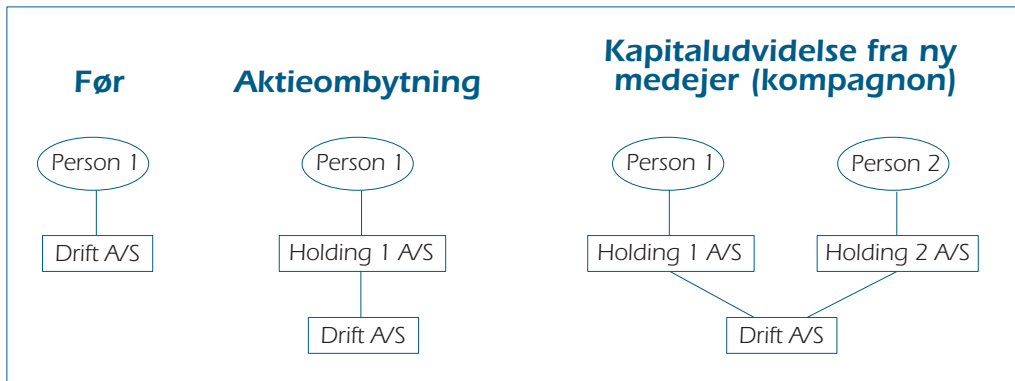 Før
Person 1
Drift A/S
Aktieombytning
Person 1
Holding 1 A/S
Drift A/S
Kapitaludvidelse fra ny
medejer (kompagnon)
Person 1
Person 2
Holding 1 A/S
Holding 2 A/S
Drift A/S